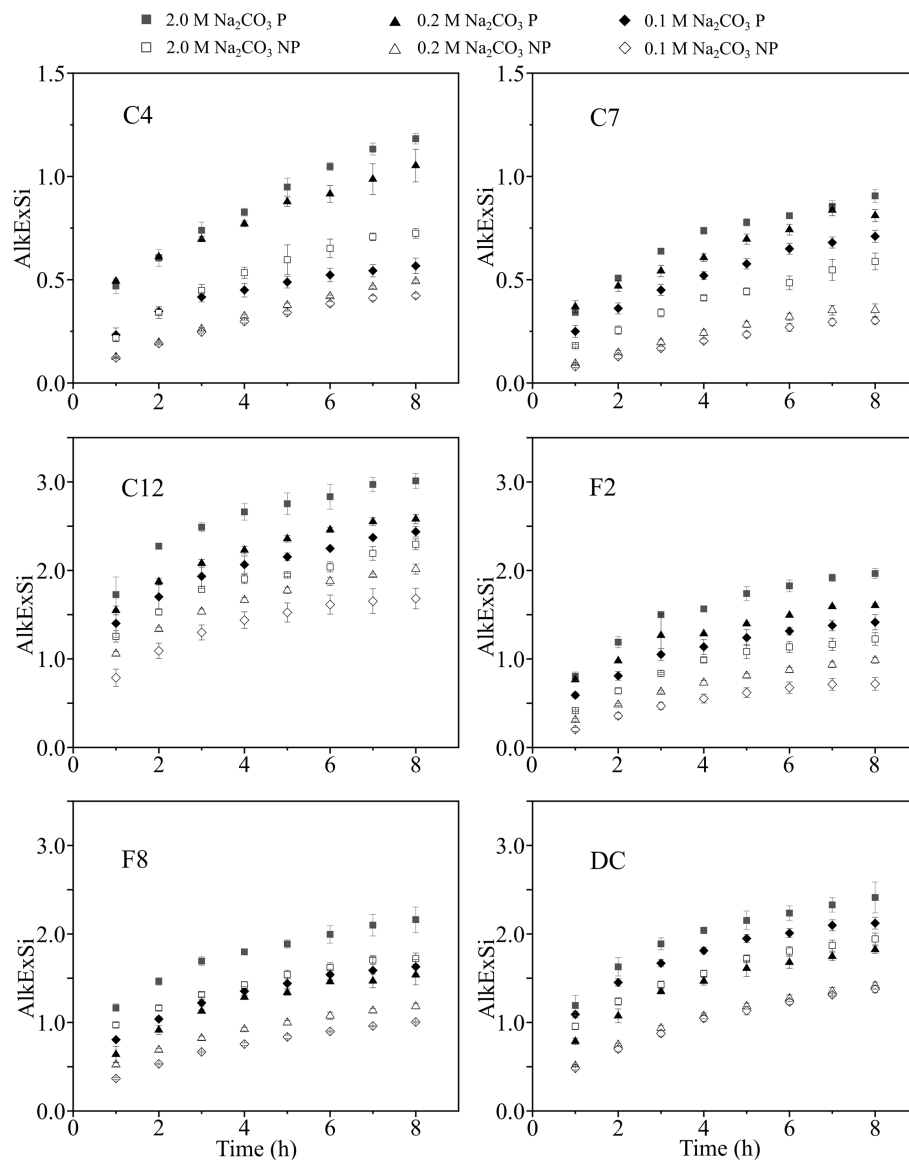 2.0 M Na₂CO₃ P 0.2 M Na₂CO₃ P 0.1 M Na₂CO₃ P
2.0 M Na₂CO₃ NP 0.2 M Na₂CO₃ NP 0.1 M Na₂CO₃ NP
1.5
1.0
0.5
0.0
AlkExSi
C4
0 2 4 6 8
1.5
1.0
0.5
0.0
AlkExSi
C7
0 2 4 6 8
3.0
2.0
1.0
0.0
AlkExSi
C12
0 2 4 6 8
3.0
2.0
1.0
0.0
AlkExSi
F2
0 2 4 6 8
3.0
2.0
1.0
0.0
AlkExSi
F8
0 2 4 6 8
Time (h)
3.0
2.0
1.0
0.0
AlkExSi
DC
0 2 4 6 8
Time (h)